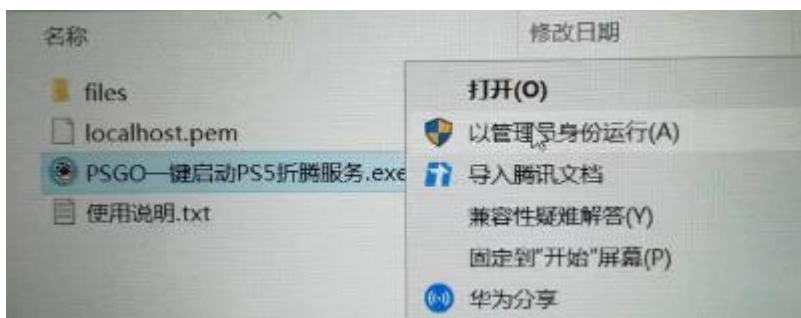 名称 修改日期
files
localhost.pem
PSGO一键启动PS5折腾服务.exe
使用说明.txt
打开(O)
以管理员身份运行(A)
导入腾讯文档
兼容性疑难解答(Y)
固定到"开始"屏幕(P)
华为分享